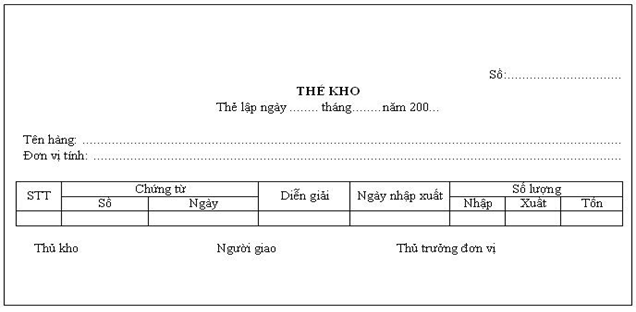 Số:..............................
THẺ KHO
Thẻ lập ngày ........ tháng........năm 200...
Tên hàng: ................................................................................................................................................
Đơn vị tính: .............................................................................................................................................
STT Chứng từ Diễn giải Ngày nhập xuất Số lượng
Số Ngày Nhập Xuất Tồn
Thủ kho Người giao Thủ trưởng đơn vị